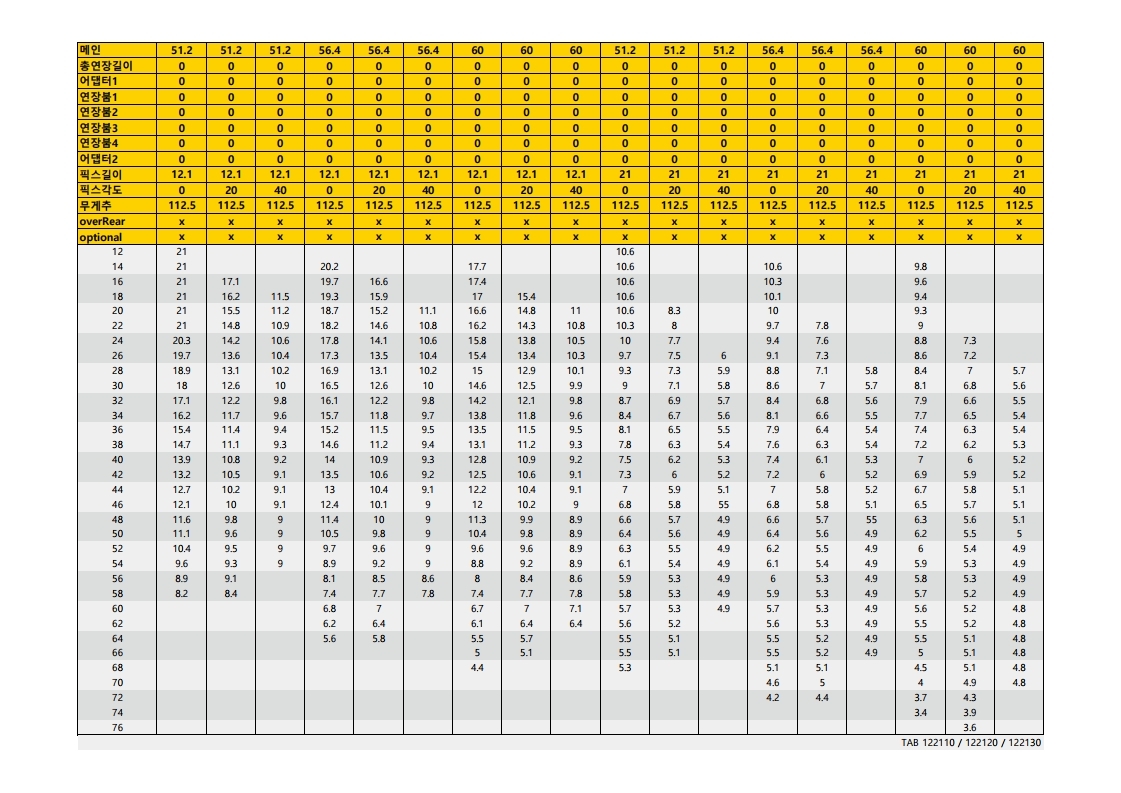 메인 51.2 51.2 51.2 56.4 56.4 56.4 60 60 60 51.2 51.2 51.2 56.4 56.4 56.4 60 60 60
총연장길이 0 0 0 0 0 0 0 0 0 0 0 0 0 0 0 0 0 0
어댑터1 0 0 0 0 0 0 0 0 0 0 0 0 0 0 0 0 0 0
연장붐1 0 0 0 0 0 0 0 0 0 0 0 0 0 0 0 0 0 0
연장붐2 0 0 0 0 0 0 0 0 0 0 0 0 0 0 0 0 0 0
연장붐3 0 0 0 0 0 0 0 0 0 0 0 0 0 0 0 0 0 0
연장붐4 0 0 0 0 0 0 0 0 0 0 0 0 0 0 0 0 0 0
어댑터2 0 0 0 0 0 0 0 0 0 0 0 0 0 0 0 0 0 0
픽스길이 12.1 12.1 12.1 12.1 12.1 12.1 12.1 12.1 12.1 21 21 21 21 21 21 21 21 21
픽스각도 0 20 40 0 20 40 0 20 40 0 20 40 0 20 40 0 20 40
무게추 112.5 112.5 112.5 112.5 112.5 112.5 112.5 112.5 112.5 112.5 112.5 112.5 112.5 112.5 112.5 112.5 112.5 112.5
overRear x x x x x x x x x x x x x x x x x x
optional x x x x x x x x x x x x x x x x x x
12 21 10.6
14 21 20.2 17.7 10.6 10.6 9.8
16 21 17.1 19.7 16.6 17.4 10.6 10.3 9.6
18 21 16.2 11.5 19.3 15.9 17 15.4 10.6 10.1 9.4
20 21 15.5 11.2 18.7 15.2 11.1 16.6 14.8 11 10.6 8.3 10 9.3
22 21 14.8 10.9 18.2 14.6 10.8 16.2 14.3 10.8 10.3 8 9.7 7.8 9
24 20.3 14.2 10.6 17.8 14.1 10.6 15.8 13.8 10.5 10 7.7 9.4 7.6 8.8 7.3
26 19.7 13.6 10.4 17.3 13.5 10.4 15.4 13.4 10.3 9.7 7.5 6 9.1 7.3 8.6 7.2
28 18.9 13.1 10.2 16.9 13.1 10.2 15 12.9 10.1 9.3 7.3 5.9 8.8 7.1 5.8 8.4 7 5.7
30 18 12.6 10 16.5 12.6 10 14.6 12.5 9.9 9 7.1 5.8 8.6 7 5.7 8.1 6.8 5.6
32 17.1 12.2 9.8 16.1 12.2 9.8 14.2 12.1 9.8 8.7 6.9 5.7 8.4 6.8 5.6 7.9 6.6 5.5
34 16.2 11.7 9.6 15.7 11.8 9.7 13.8 11.8 9.6 8.4 6.7 5.6 8.1 6.6 5.5 7.7 6.5 5.4
36 15.4 11.4 9.4 15.2 11.5 9.5 13.5 11.5 9.5 8.1 6.5 5.5 7.9 6.4 5.4 7.4 6.3 5.4
38 14.7 11.1 9.3 14.6 11.2 9.4 13.1 11.2 9.3 7.8 6.3 5.4 7.6 6.3 5.4 7.2 6.2 5.3
40 13.9 10.8 9.2 14 10.9 9.3 12.8 10.9 9.2 7.5 6.2 5.3 7.4 6.1 5.3 7 6 5.2
42 13.2 10.5 9.1 13.5 10.6 9.2 12.5 10.6 9.1 7.3 6 5.2 7.2 6 5.2 6.9 5.9 5.2
44 12.7 10.2 9.1 13 10.4 9.1 12.2 10.4 9.1 7 5.9 5.1 7 5.8 5.2 6.7 5.8 5.1
46 12.1 10 9.1 12.4 10.1 9 12 10.2 9 6.8 5.8 55 6.8 5.8 5.1 6.5 5.7 5.1
48 11.6 9.8 9 11.4 10 9 11.3 9.9 8.9 6.6 5.7 4.9 6.6 5.7 55 6.3 5.6 5.1
50 11.1 9.6 9 10.5 9.8 9 10.4 9.8 8.9 6.4 5.6 4.9 6.4 5.6 4.9 6.2 5.5 5
52 10.4 9.5 9 9.7 9.6 9 9.6 9.6 8.9 6.3 5.5 4.9 6.2 5.5 4.9 6 5.4 4.9
54 9.6 9.3 9 8.9 9.2 9 8.8 9.2 8.9 6.1 5.4 4.9 6.1 5.4 4.9 5.9 5.3 4.9
56 8.9 9.1 8.1 8.5 8.6 8 8.4 8.6 5.9 5.3 4.9 6 5.3 4.9 5.8 5.3 4.9
58 8.2 8.4 7.4 7.7 7.8 7.4 7.7 7.8 5.8 5.3 4.9 5.9 5.3 4.9 5.7 5.2 4.9
60 6.8 7 6.7 7 7.1 5.7 5.3 4.9 5.7 5.3 4.9 5.6 5.2 4.8
62 6.2 6.4 6.1 6.4 6.4 5.6 5.2 5.6 5.3 4.9 5.5 5.2 4.8
64 5.6 5.8 5.5 5.7 5.5 5.1 5.5 5.2 4.9 5.5 5.1 4.8
66 5 5.1 5.5 5.1 5.5 5.2 4.9 5 5.1 4.8
68 4.4 5.3 5.1 5.1 4.5 5.1 4.8
70 4.6 5 4 4.9 4.8
72 4.2 4.4 3.7 4.3
74 3.4 3.9
76 3.6
TAB 122110 / 122120 / 122130